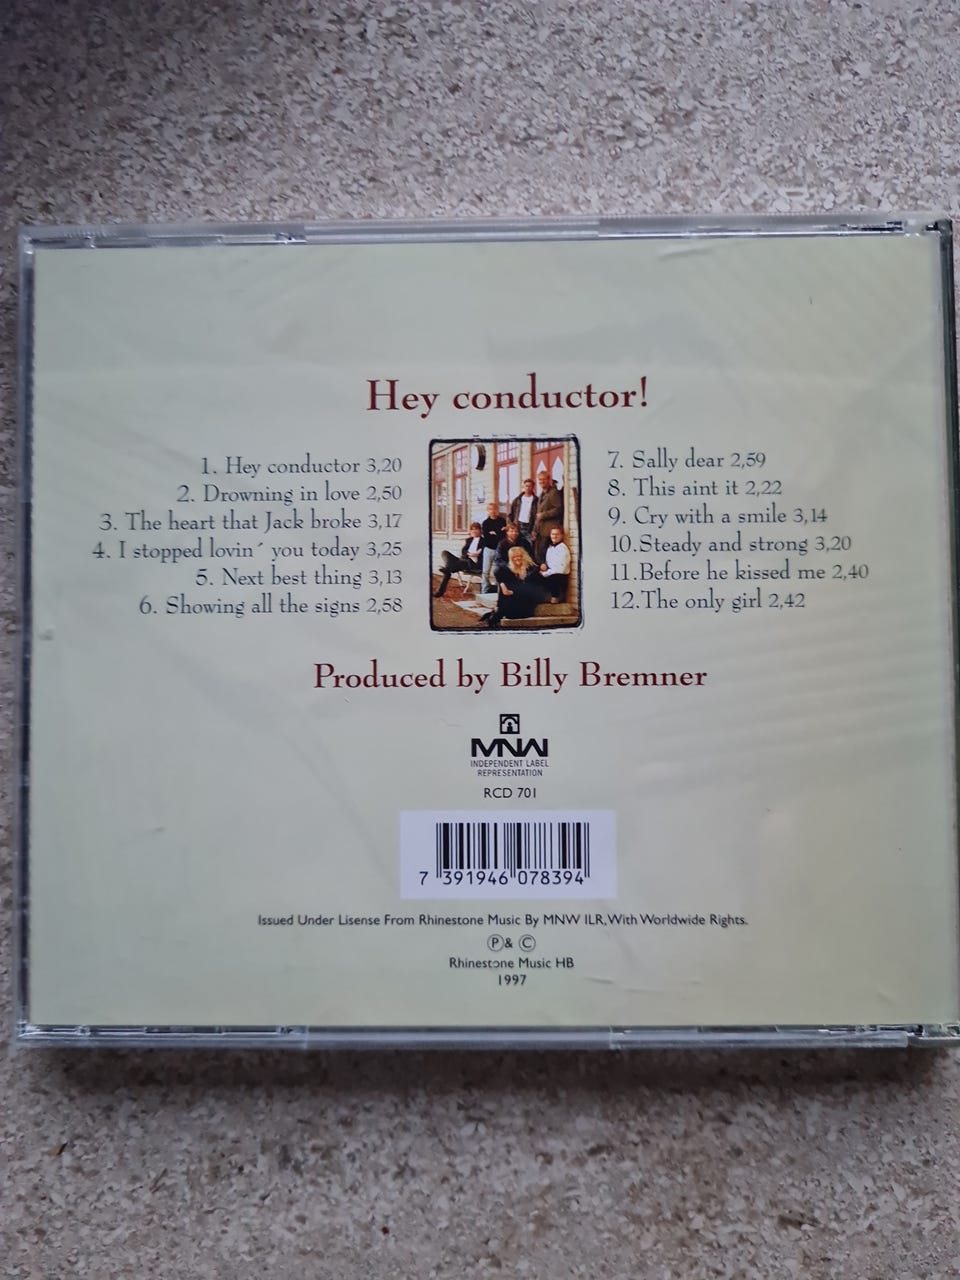 Hey conductor!
1. Hey conductor 3,20
2. Drowning in love 2,50
3. The heart that Jack broke 3,17
4. I stopped lovin´ you today 3,25
5. Next best thing 3,13
6. Showing all the signs 2,58
7. Sally dear 2,59
8. This aint it 2,22
9. Cry with a smile 3,14
10.Steady and strong 3,20
11.Before he kissed me 2,40
12.The only girl 2,42
Produced by Billy Bremner
MNW
INDEPENDENT LABEL
REPRESENTATION
RCD 701
7 391946 078394
Issued Under Lisense From Rhinestone Music By MNW ILR,With Worldwide Rights.
Ⓟ& Ⓒ
Rhinestone Music HB
1997